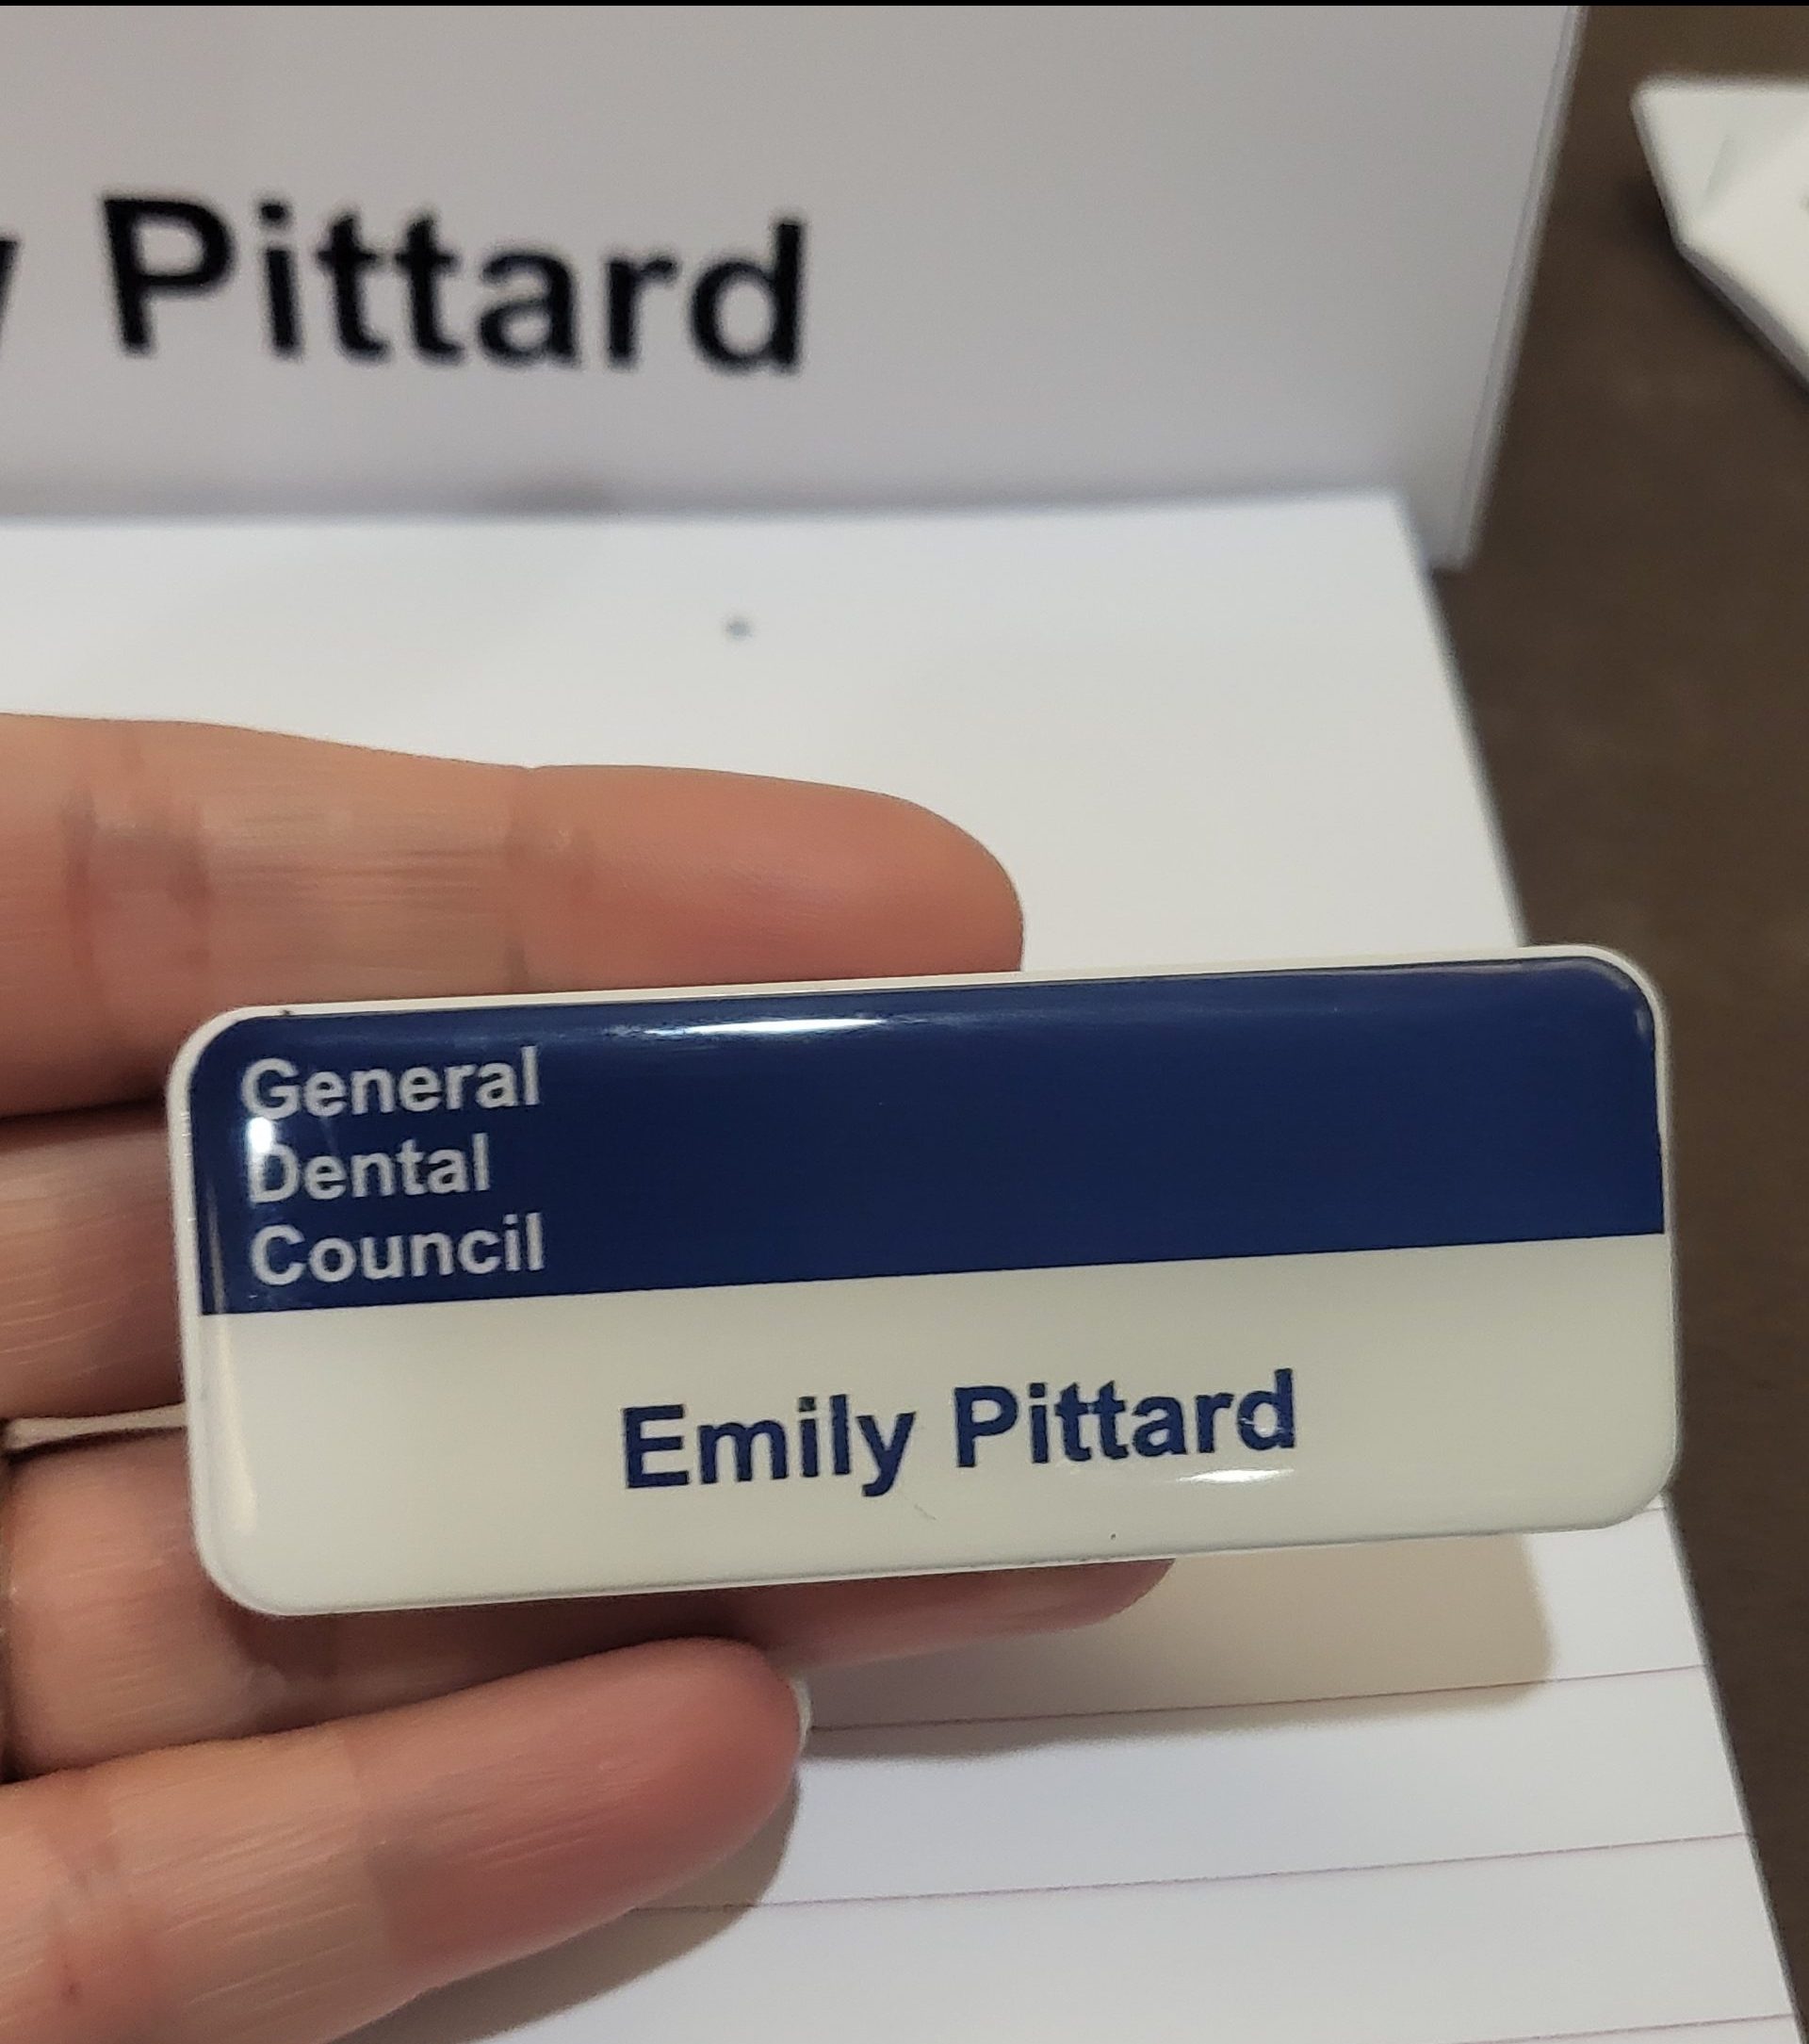 Pittard
General
Dental
Council
Emily Pittard